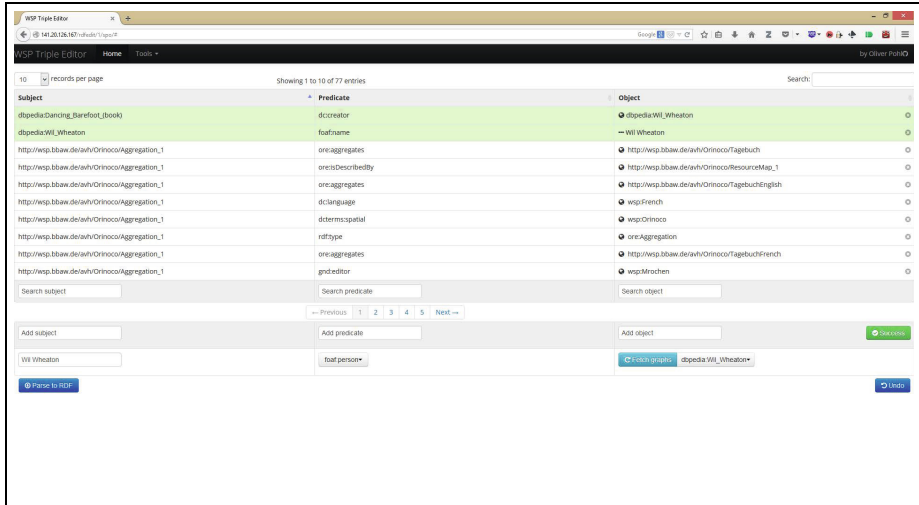 WSP Triple Editor × +
141.20.126.167/rdfedit/1/spo/# Google
WSP Triple Editor Home Tools by Oliver Pohl
10 records per page Showing 1 to 10 of 77 entries Search:
Subject Predicate Object
dbpedia:Dancing_Barefoot_(book) dc:creator dbpedia:Wil_Wheaton
dbpedia:Wil_Wheaton foaf:name Wil Wheaton
http://wsp.bbaw.de/avh/Orinoco/Aggregation_1 ore:aggregates http://wsp.bbaw.de/avh/Orinoco/Tagebuch
http://wsp.bbaw.de/avh/Orinoco/Aggregation_1 ore:isDescribedBy http://wsp.bbaw.de/avh/Orinoco/ResourceMap_1
http://wsp.bbaw.de/avh/Orinoco/Aggregation_1 ore:aggregates http://wsp.bbaw.de/avh/Orinoco/TagebuchEnglish
http://wsp.bbaw.de/avh/Orinoco/Aggregation_1 dc:language wsp:French
http://wsp.bbaw.de/avh/Orinoco/Aggregation_1 dcterms:spatial wsp:Orinoco
http://wsp.bbaw.de/avh/Orinoco/Aggregation_1 rdf:type ore:Aggregation
http://wsp.bbaw.de/avh/Orinoco/Aggregation_1 ore:aggregates http://wsp.bbaw.de/avh/Orinoco/TagebuchFrench
http://wsp.bbaw.de/avh/Orinoco/Aggregation_1 gnd:editor wsp:Mrochen
Search subject Search predicate Search object
← Previous 1 2 3 4 5 Next →
Add subject Add predicate Add object Success
Wil Wheaton foaf:person Fetch graphs dbpedia:Wil_Wheaton
Parse to RDF Undo